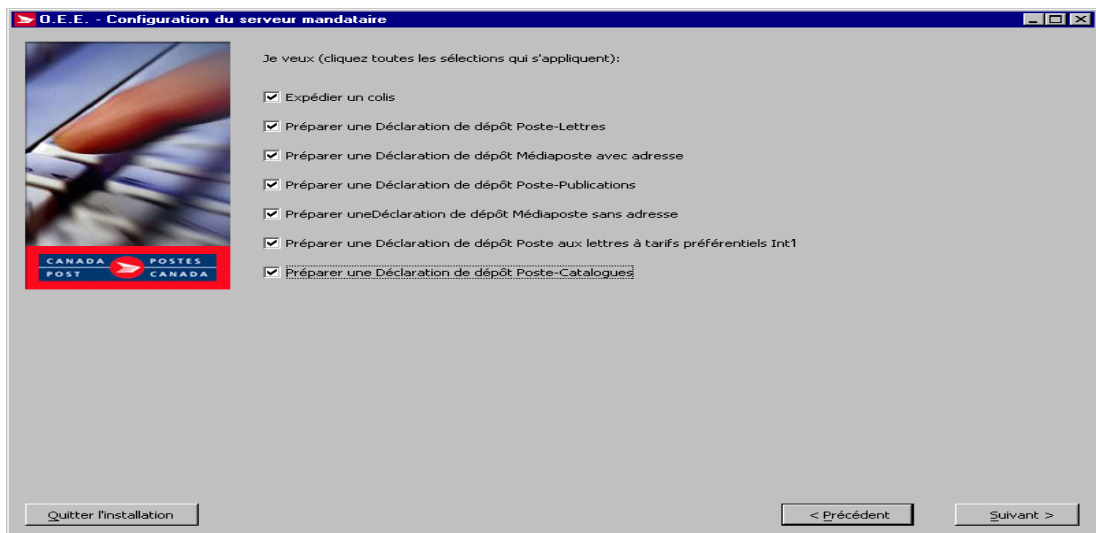 O.E.E. - Configuration du serveur mandataire
Je veux (cliquez toutes les sélections qui s'appliquent):
Expédier un colis
Préparer une Déclaration de dépôt Poste-Lettres
Préparer une Déclaration de dépôt Médiaposte avec adresse
Préparer une Déclaration de dépôt Poste-Publications
Préparer uneDéclaration de dépôt Médiaposte sans adresse
Préparer une Déclaration de dépôt Poste aux lettres à tarifs préférentiels Int1
Préparer une Déclaration de dépôt Poste-Catalogues
CANADA POSTES
POST CANADA
Quitter l'installation
< Précédent
Suivant >